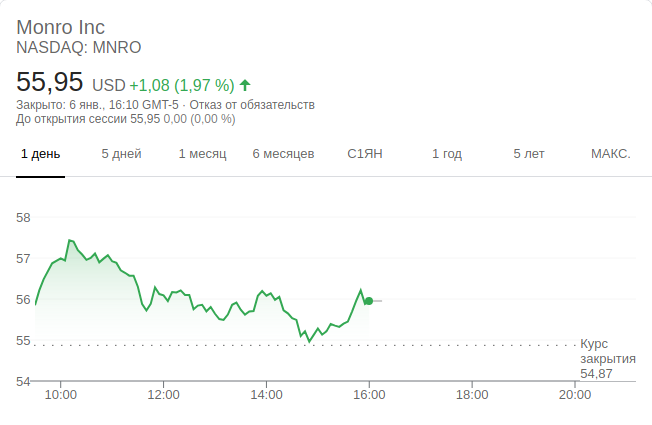 Monro Inc
NASDAQ: MNRO
55,95 USD +1,08 (1,97 %)
Закрыто: 6 янв., 16:10 GMT-5 · Отказ от обязательств
До открытия сессии 55,95 0,00 (0,00 %)
1 день 5 дней 1 месяц 6 месяцев С1ЯН 1 год 5 лет МАКС.
58
57
56
55
Курс
закрытия
54,87
54
10:00 12:00 14:00 16:00 18:00 20:00